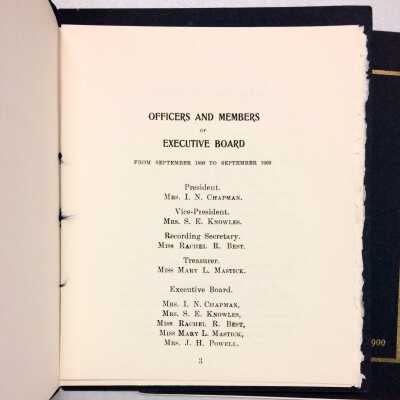 OFFICERS AND MEMBERS
OF
EXECUTIVE BOARD
FROM SEPTEMBER TO SEPTEMBER
President.
MRS. I. N. CHAPMAN.
Vice-President.
MRS. S. E. KNOWLES.
Recording Secretary.
MISS RACHEL R. BEST.
Treasurer.
MISS MARY L. MASTICK.
Executive Board.
MRS. I. N. CHAPMAN,
MRS. S. E. KNOWLES,
MISS RACHEL R. BEST,
MISS MARY L. MASTICK,
MRS. J. H. POWELL.
3